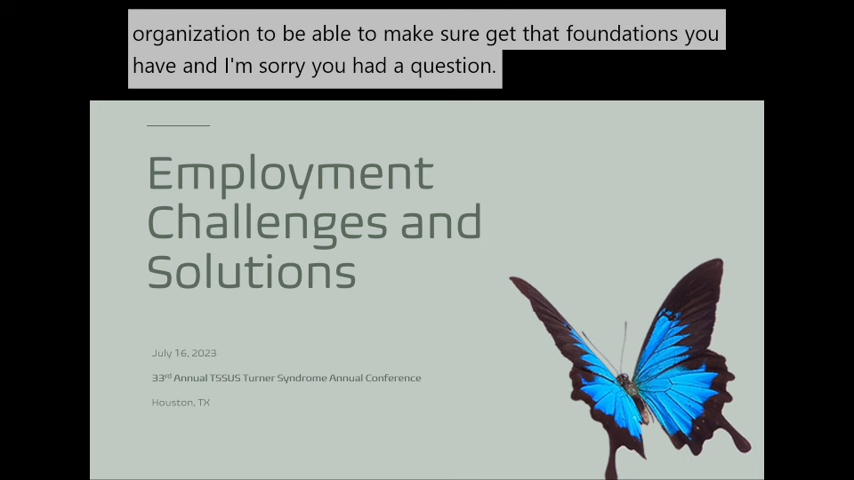 organization to be able to make sure get that foundations you
have and I'm sorry you had a question.
Employment
Challenges and
Solutions
July 16, 2023
33rd Annual TSSUS Turner Syndrome Annual Conference
Houston, TX